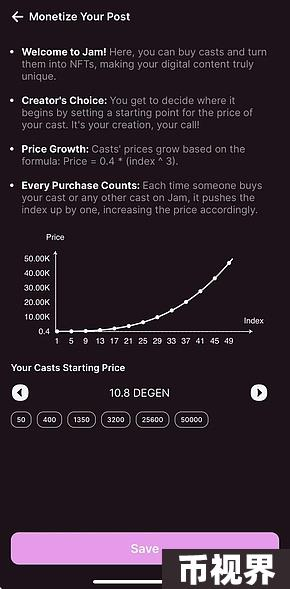 Monetize Your Post
• Welcome to Jam! Here, you can buy casts and turn
them into NFTs, making your digital content truly
unique.
• Creator's Choice: You get to decide where it
begins by setting a starting point for the price of
your cast. It's your creation, your call!
• Price Growth: Casts' prices grow based on the
formula: Price = 0.4 * (index ^ 3).
• Every Purchase Counts: Each time someone buys
your cast or any other cast on Jam, it pushes the
index up by one, increasing the price accordingly.
Price
50.00K
40.00K
30.00K
20.00K
10.00K
0.4
Index
1 5 9 13 17 21 25 29 33 37 41 45 49
Your Casts Starting Price
10.8 DEGEN
50 400 1350 3200 25600 50000
Save
币视界